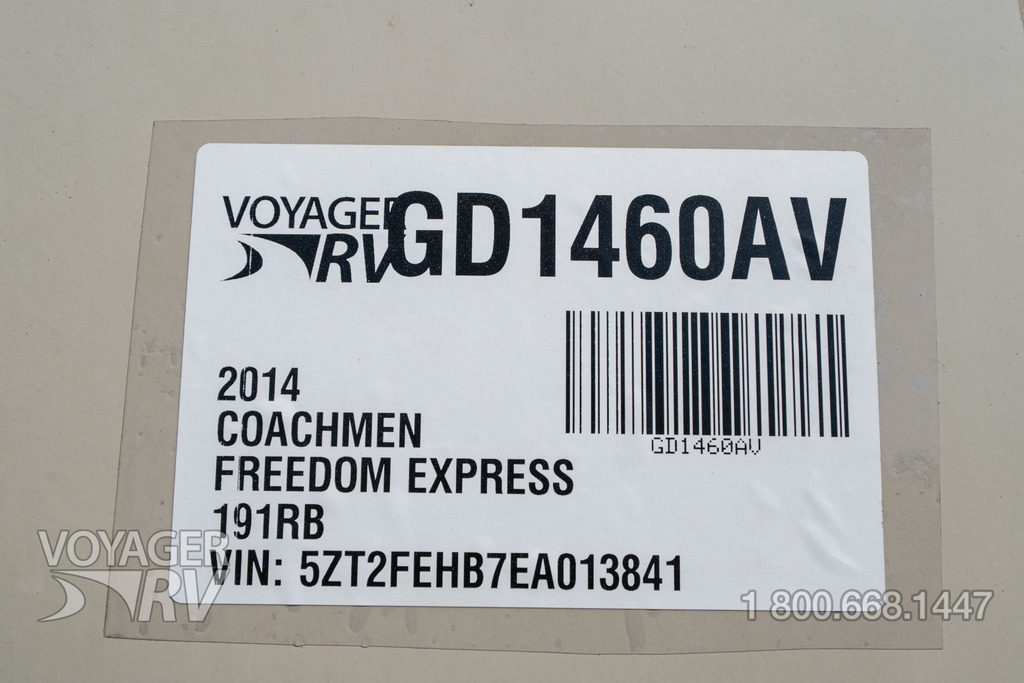 VOYAGER RV
GD1460AV
GD1460AV
2014
COACHMEN
FREEDOM EXPRESS
191RB
VIN: 5ZT2FEHB7EA013841
VOYAGER
RV
1 800.668.1447